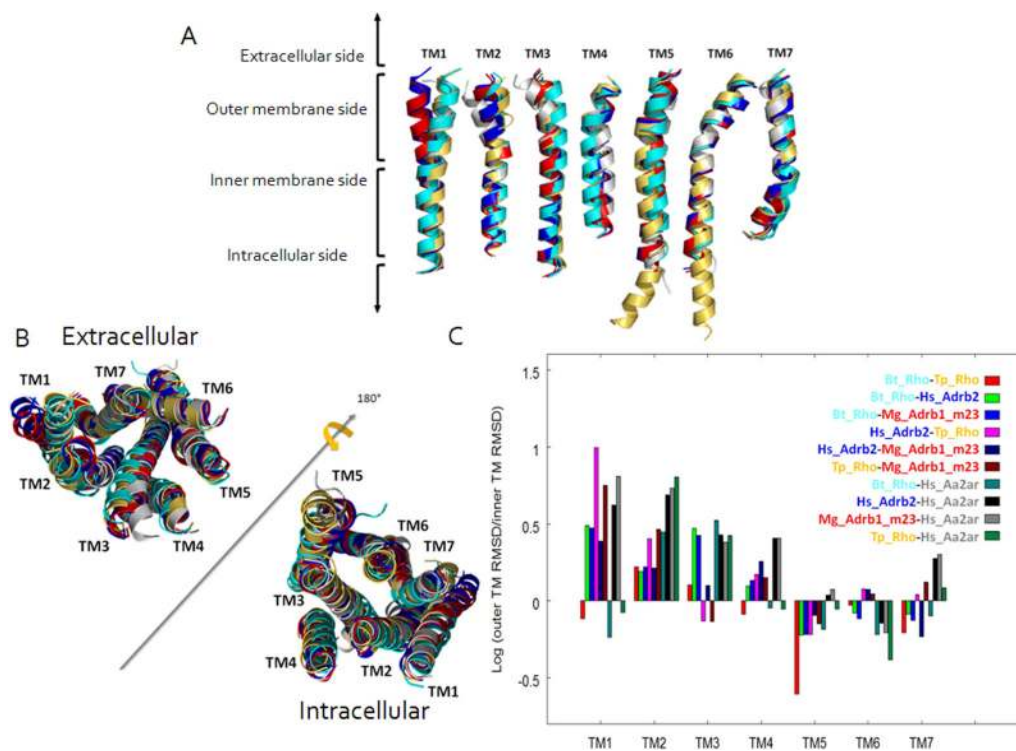 A
Extracellular side
Outer membrane side
Inner membrane side
Intracellular side
TM1 TM2 TM3 TM4 TM5 TM6 TM7
B
Extracellular
TM1
TM7
TM6
TM2
TM5
TM3
TM4
180°
TM5
TM6
TM7
TM3
TM4
TM2
TM1
Intracellular
C
Log (outer TM RMSD/inner TM RMSD)
1.5
1
0.5
0
-0.5
Bt_Rho-Tp_Rho
Bt_Rho-Hs_Adrb2
Bt_Rho-Mg_Adrb1_m23
Hs_Adrb2-Tp_Rho
Hs_Adrb2-Mg_Adrb1_m23
Tp_Rho-Mg_Adrb1_m23
Bt_Rho-Hs_Aa2ar
Hs_Adrb2-Hs_Aa2ar
Mg_Adrb1_m23-Hs_Aa2ar
Tp_Rho-Hs_Aa2ar
TM1 TM2 TM3 TM4 TM5 TM6 TM7